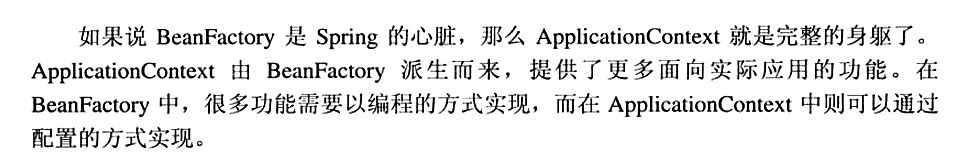 如果说 BeanFactory 是 Spring 的心脏，那么 ApplicationContext 就是完整的身躯了。
ApplicationContext 由 BeanFactory 派生而来，提供了更多面向实际应用的功能。在
BeanFactory 中，很多功能需要以编程的方式实现，而在 ApplicationContext 中则可以通过
配置的方式实现。